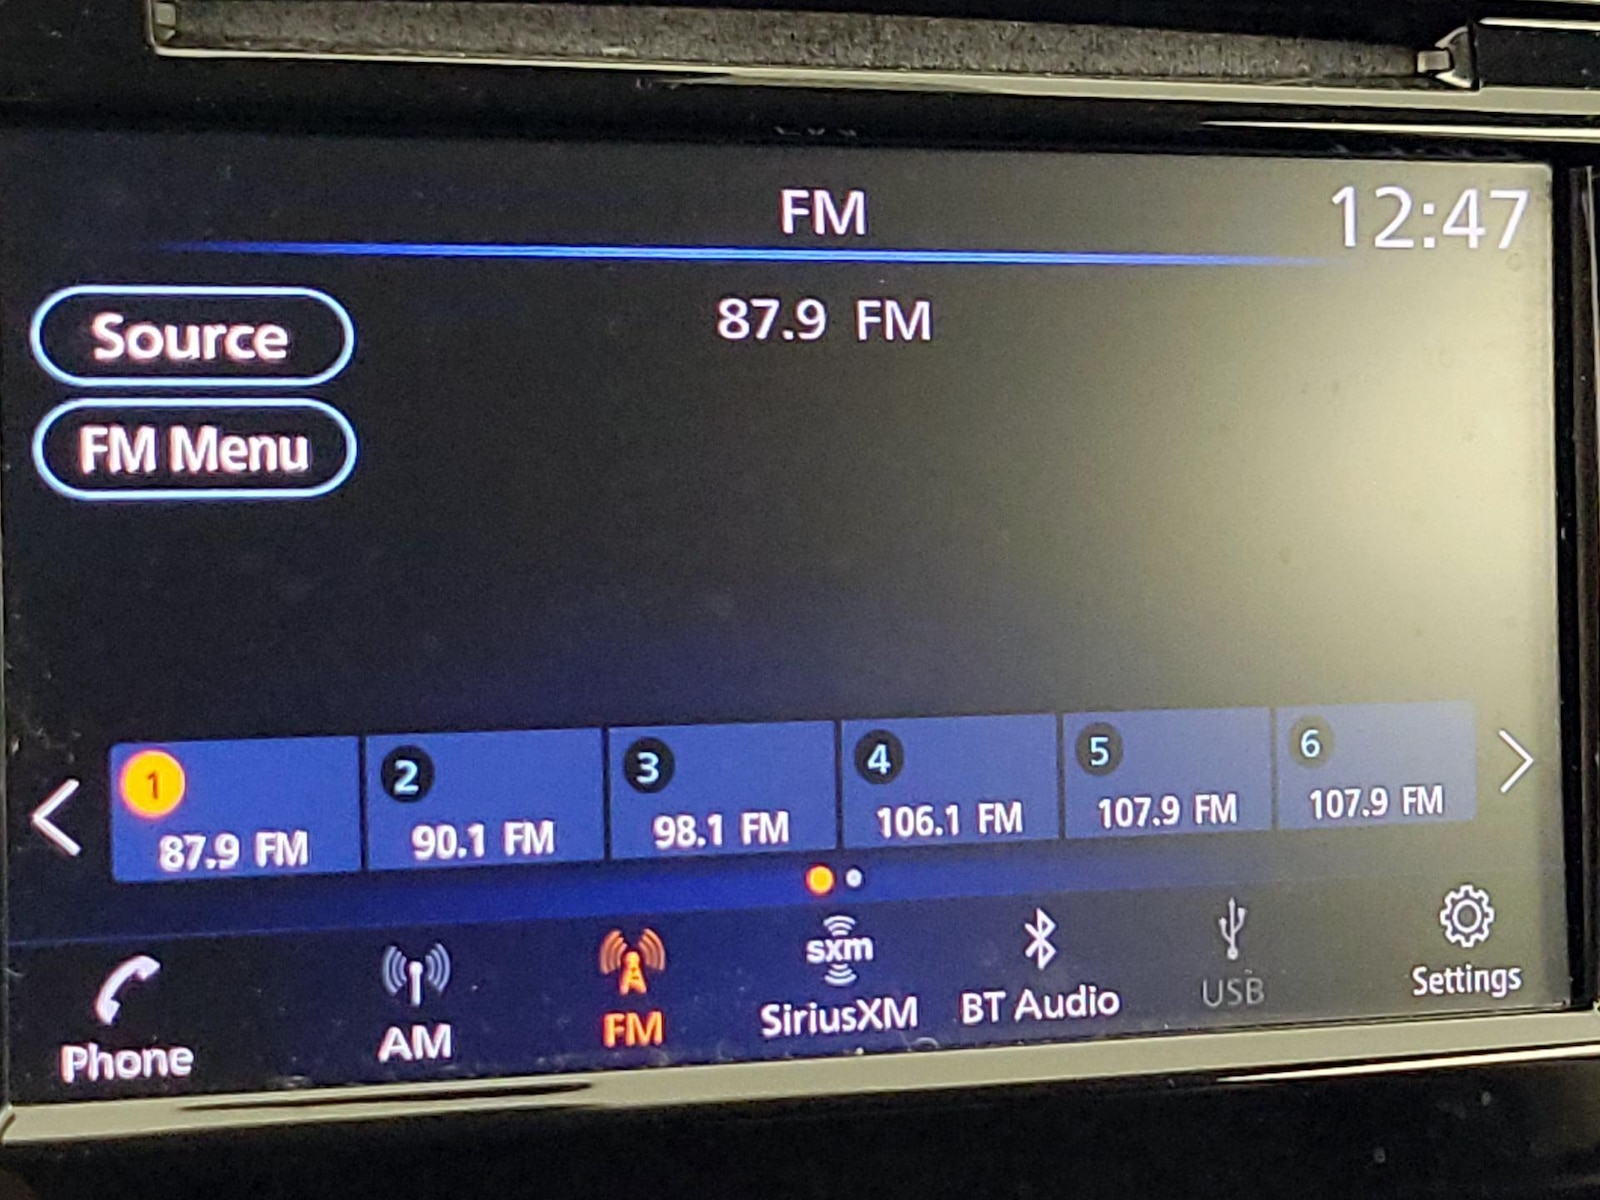 FM
12:47
87.9 FM
Source
FM Menu
1
87.9 FM
2
90.1 FM
3
98.1 FM
4
106.1 FM
5
107.9 FM
6
107.9 FM
Phone
AM
FM
sxm
SiriusXM
BT Audio
USB
Settings